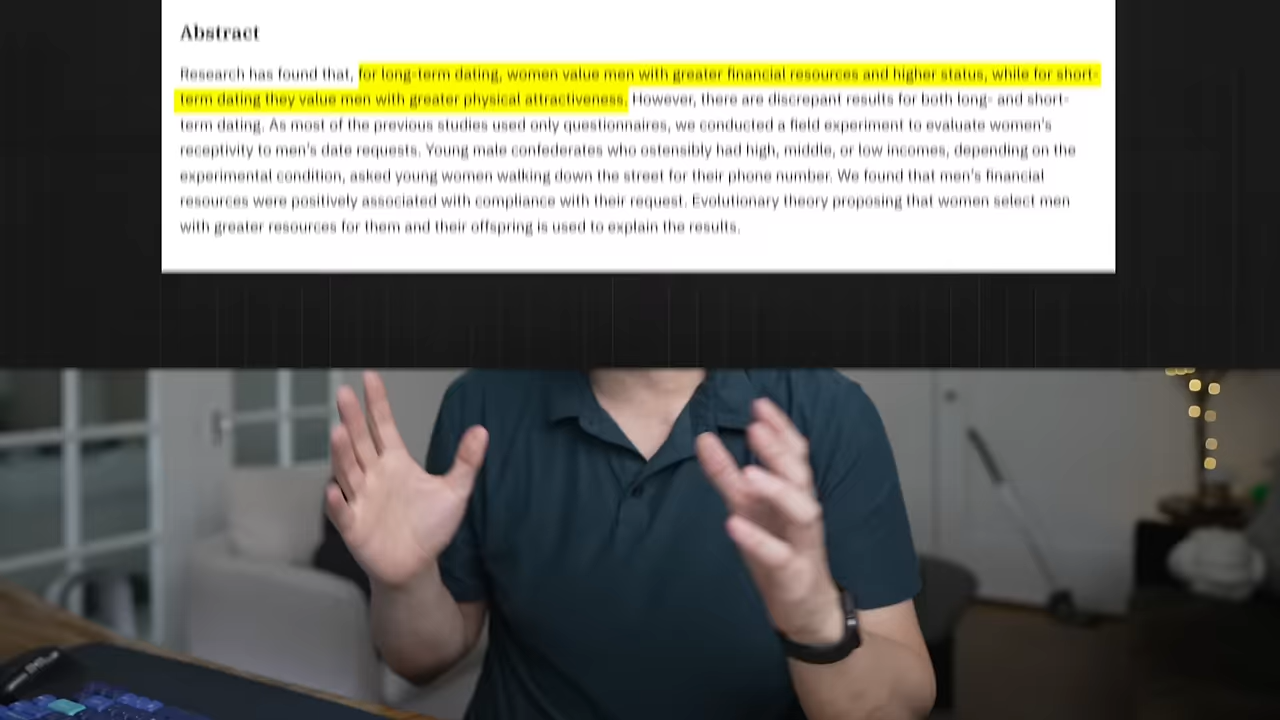 Abstract
Research has found that, for long-term dating, women value men with greater financial resources and higher status, while for short-
term dating they value men with greater physical attractiveness. However, there are discrepant results for both long- and short-
term dating. As most of the previous studies used only questionnaires, we conducted a field experiment to evaluate women's
receptivity to men's date requests. Young male confederates who ostensibly had high, middle, or low incomes, depending on the
experimental condition, asked young women walking down the street for their phone number. We found that men's financial
resources were positively associated with compliance with their request. Evolutionary theory proposing that women select men
with greater resources for them and their offspring is used to explain the results.